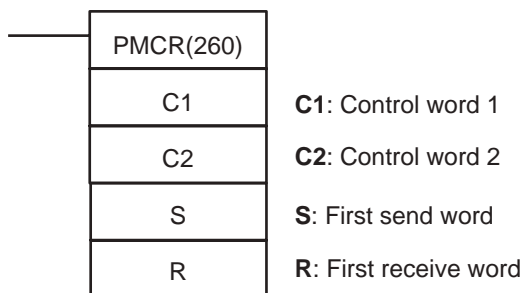 PMCR(260)
C1 C1: Control word 1
C2 C2: Control word 2
S S: First send word
R R: First receive word